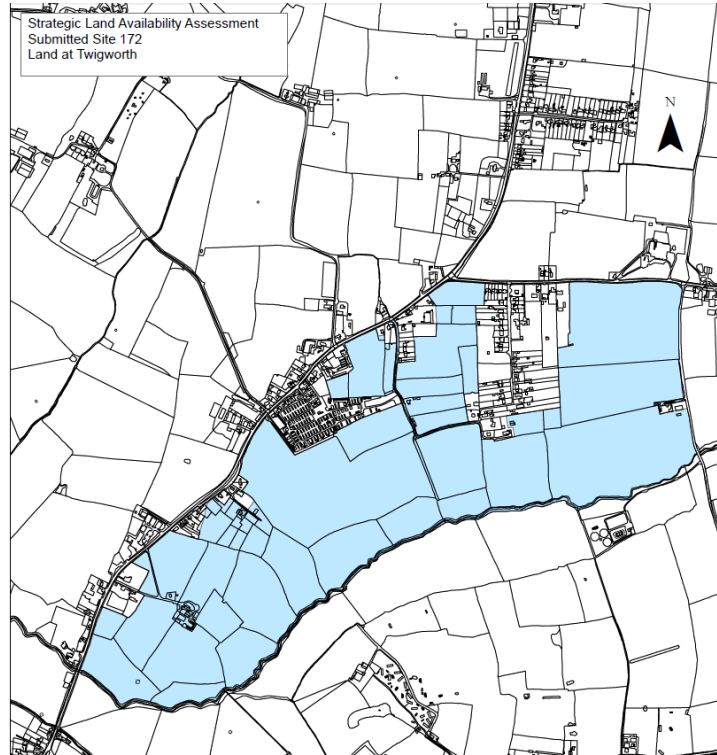 Strategic Land Availability Assessment
Submitted Site 172
Land at Twigworth
N